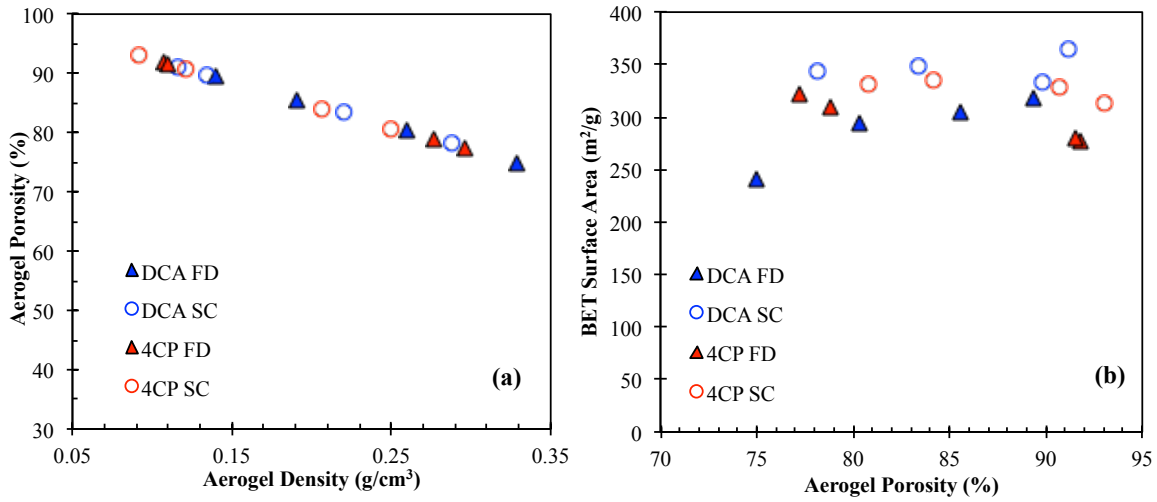 100
90
80
70
60
50
40
30
Aerogel Porosity (%)
DCA FD
DCA SC
4CP FD
4CP SC
(a)
0.05 0.15 0.25 0.35
Aerogel Density (g/cm³)
400
350
300
250
200
150
100
50
0
BET Surface Area (m²/g)
DCA FD
DCA SC
4CP FD
4CP SC
(b)
70 75 80 85 90 95
Aerogel Porosity (%)